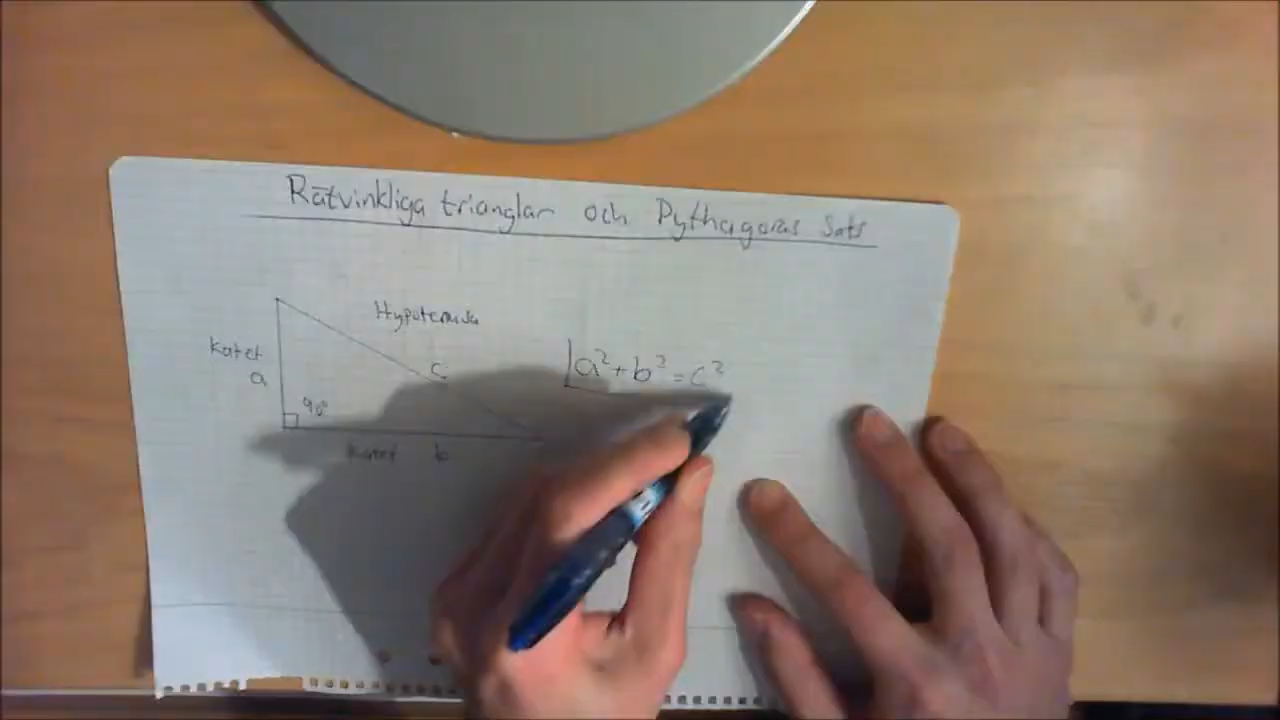 Rätvinkliga trianglar och Pythagoras Sats
Hypotenusa
Katet
a
c
a² + b² = c²
90°
Katet b